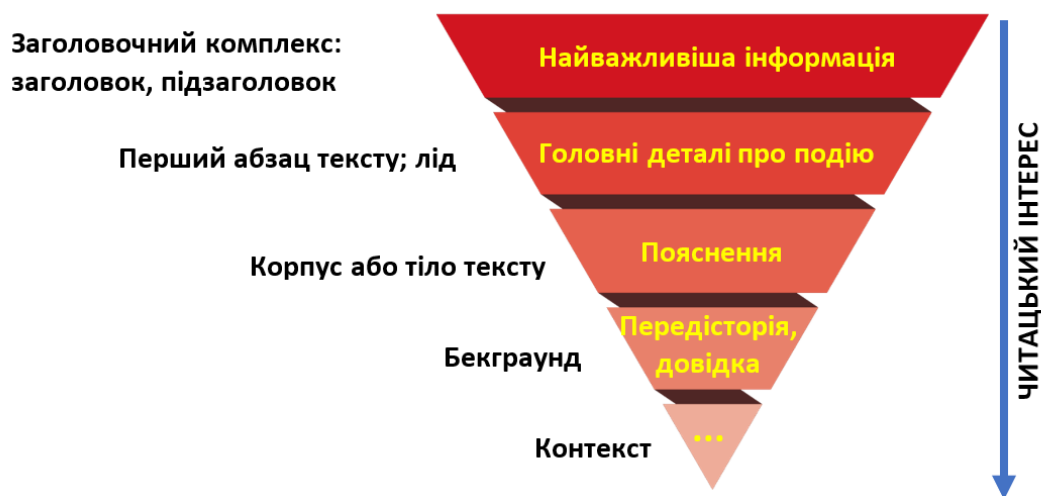 Заголовочний комплекс:
заголовок, підзаголовок
Найважливіша інформація
Перший абзац тексту; лід
Головні деталі про подію
Корпус або тіло тексту
Пояснення
Бекграунд
Передісторія,
довідка
Контекст
...
ЧИТАЦЬКИЙ ІНТЕРЕС